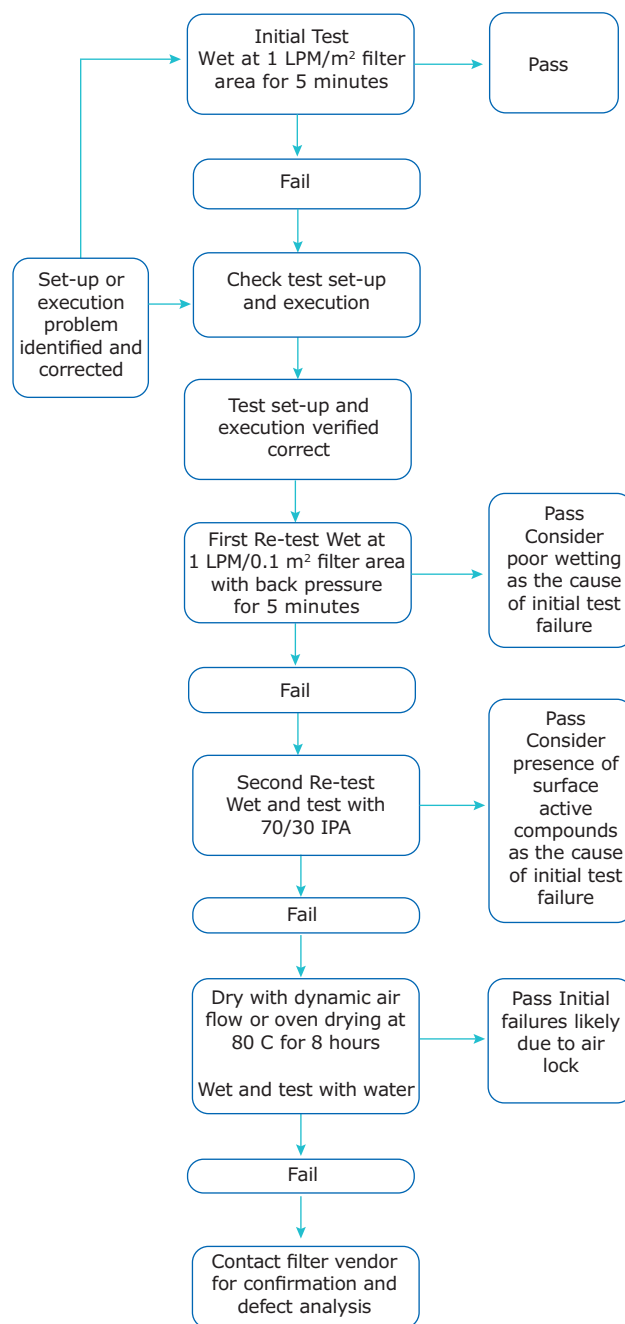 Initial Test
Wet at 1 LPM/m² filter
area for 5 minutes
Pass
Fail
Set-up or
execution
problem
identified and
corrected
Check test set-up
and execution
Test set-up and
execution verified
correct
First Re-test Wet at
1 LPM/0.1 m² filter area
with back pressure
for 5 minutes
Pass
Consider
poor wetting
as the cause
of initial test
failure
Fail
Second Re-test
Wet and test with
70/30 IPA
Pass
Consider
presence of
surface
active
compounds
as the cause
of initial test
failure
Fail
Dry with dynamic air
flow or oven drying at
80 C for 8 hours
Wet and test with water
Pass Initial
failures likely
due to air
lock
Fail
Contact filter vendor
for confirmation and
defect analysis